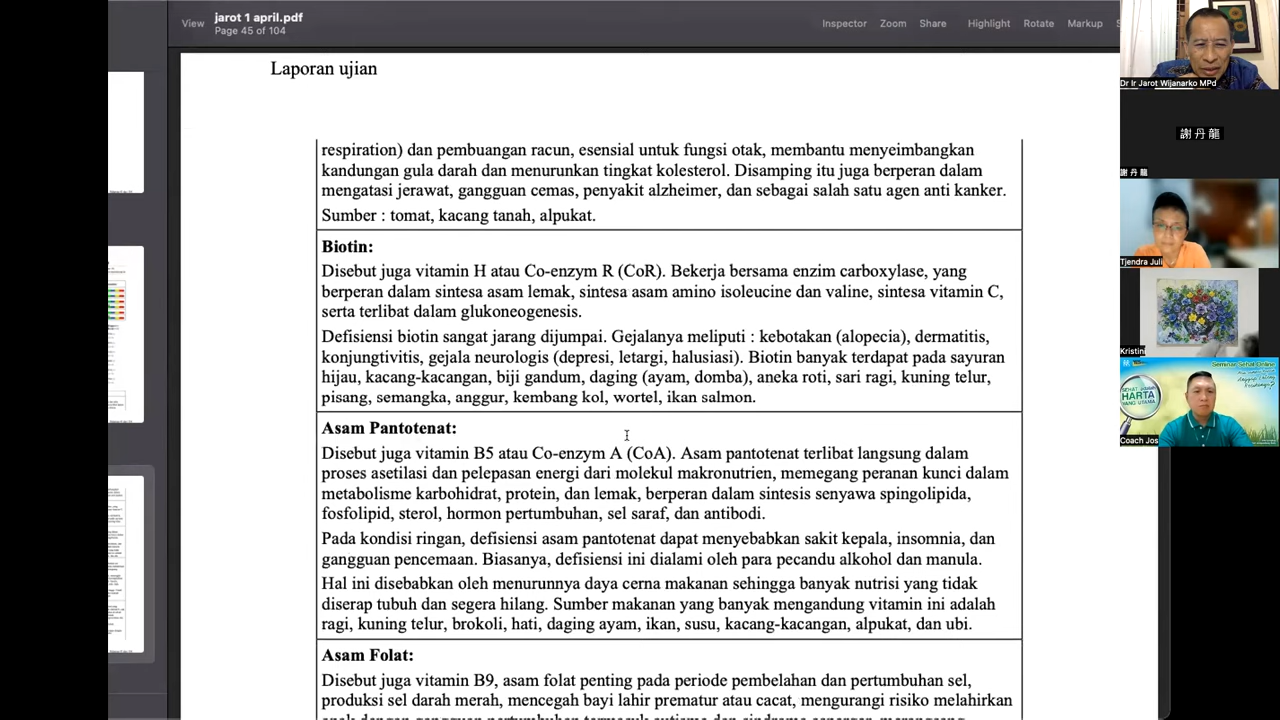 View
jarot 1 april.pdf
Page 45 of 104
Inspector Zoom Share Highlight Rotate Markup
Laporan ujian
respiration) dan pembuangan racun, esensial untuk fungsi otak, membantu menyeimbangkan
kandungan gula darah dan menurunkan tingkat kolesterol. Disamping itu juga berperan dalam
mengatasi jerawat, gangguan cemas, penyakit alzheimer, dan sebagai salah satu agen anti kanker.
Sumber : tomat, kacang tanah, alpukat.
Biotin:
Disebut juga vitamin H atau Co-enzym R (CoR). Bekerja bersama enzim carboxylase, yang
berperan dalam sintesa asam lemak, sintesa asam amino isoleucine dan valine, sintesa vitamin C,
serta terlibat dalam glukoneogenesis.
Defisiensi biotin sangat jarang dijumpai. Gejalanya meliputi : kebotakan (alopecia), dermatitis,
konjungtivitis, gejala neurologis (depresi, letargi, halusiasi). Biotin banyak terdapat pada sayuran
hijau, kacang-kacangan, biji gandum, daging (ayam, domba), aneka roti, sari ragi, kuning telur,
pisang, semangka, anggur, kembang kol, wortel, ikan salmon.
Asam Pantotenat:
Disebut juga vitamin B5 atau Co-enzym A (CoA). Asam pantotenat terlibat langsung dalam
proses asetilasi dan pelepasan energi dari molekul makronutrien, memegang peranan kunci dalam
metabolisme karbohidrat, protein, dan lemak, berperan dalam sintesis senyawa spingolipida,
fosfolipid, sterol, hormon pertumbuhan, sel saraf, dan antibodi.
Pada kondisi ringan, defisiensi asam pantotenat dapat menyebabkan sakit kepala, insomnia, dan
gangguan pencernaan. Biasanya, defisiensi ini dialami oleh para pecandu alkohol dan manula.
Hal ini desebabkan oleh menurunnya daya cerna makanan sehingga banyak nutrisi yang tidak
diserap tubuh dan segera hilang. Sumber makanan yang banyak mengandung vitamin ini adalah
ragi, kuning telur, brokoli, hati, daging ayam, ikan, susu, kacang-kacangan, alpukat, dan ubi.
Asam Folat:
Disebut juga vitamin B9, asam folat penting pada periode pembelahan dan pertumbuhan sel,
produksi sel darah merah, mencegah bayi lahir prematur atau cacat, mengurangi risiko melahirkan
Dr Ir Jarot Wijanarko MPd
謝 丹 龍
謝 丹 龍
Tjendra Juli
Kristini
Seminar Sehat Online
SEHAT adalah
HARTA
YANG UTAMA
Coach Jos